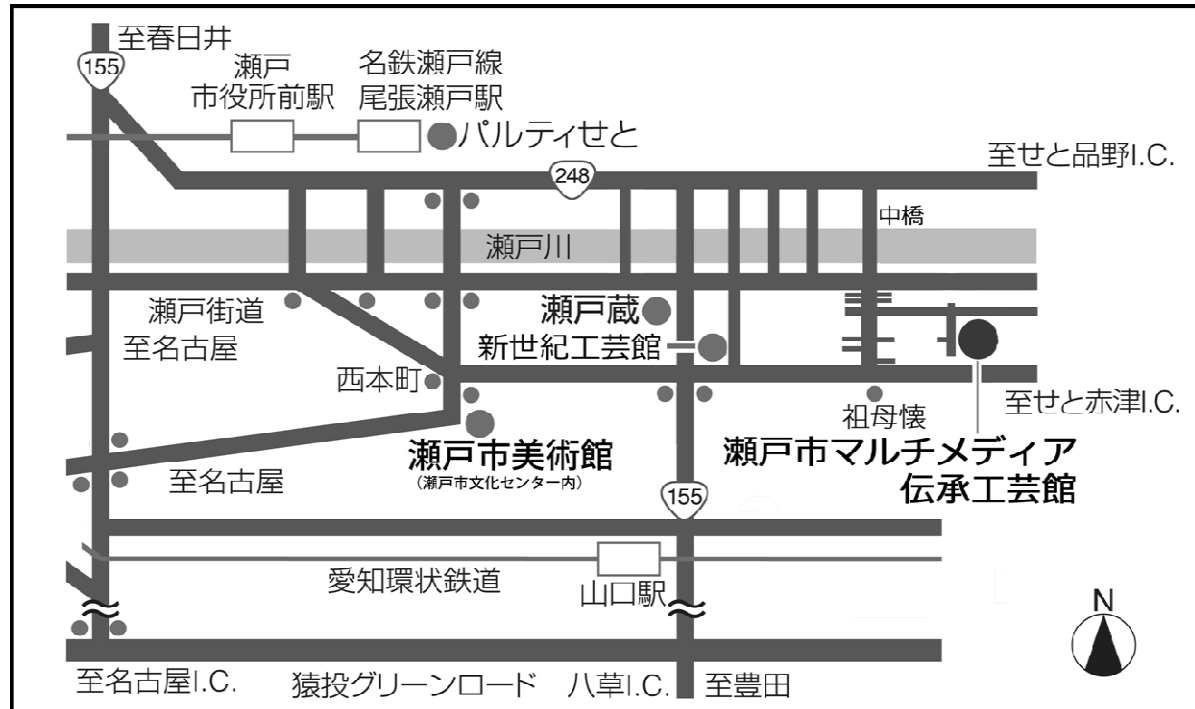 至春日井
155
瀬戸
市役所前駅
名鉄瀬戸線
尾張瀬戸駅
パルティせと
至せと品野I.C.
248
中橋
瀬戸川
瀬戸街道
至名古屋
瀬戸蔵
新世紀工芸館
西本町
祖母懐
至せと赤津I.C.
至名古屋
瀬戸市美術館
(瀬戸市文化センター内)
瀬戸市マルチメディア
伝承工芸館
155
愛知環状鉄道
山口駅
N
至名古屋I.C.
猿投グリーンロード
八草I.C.
至豊田